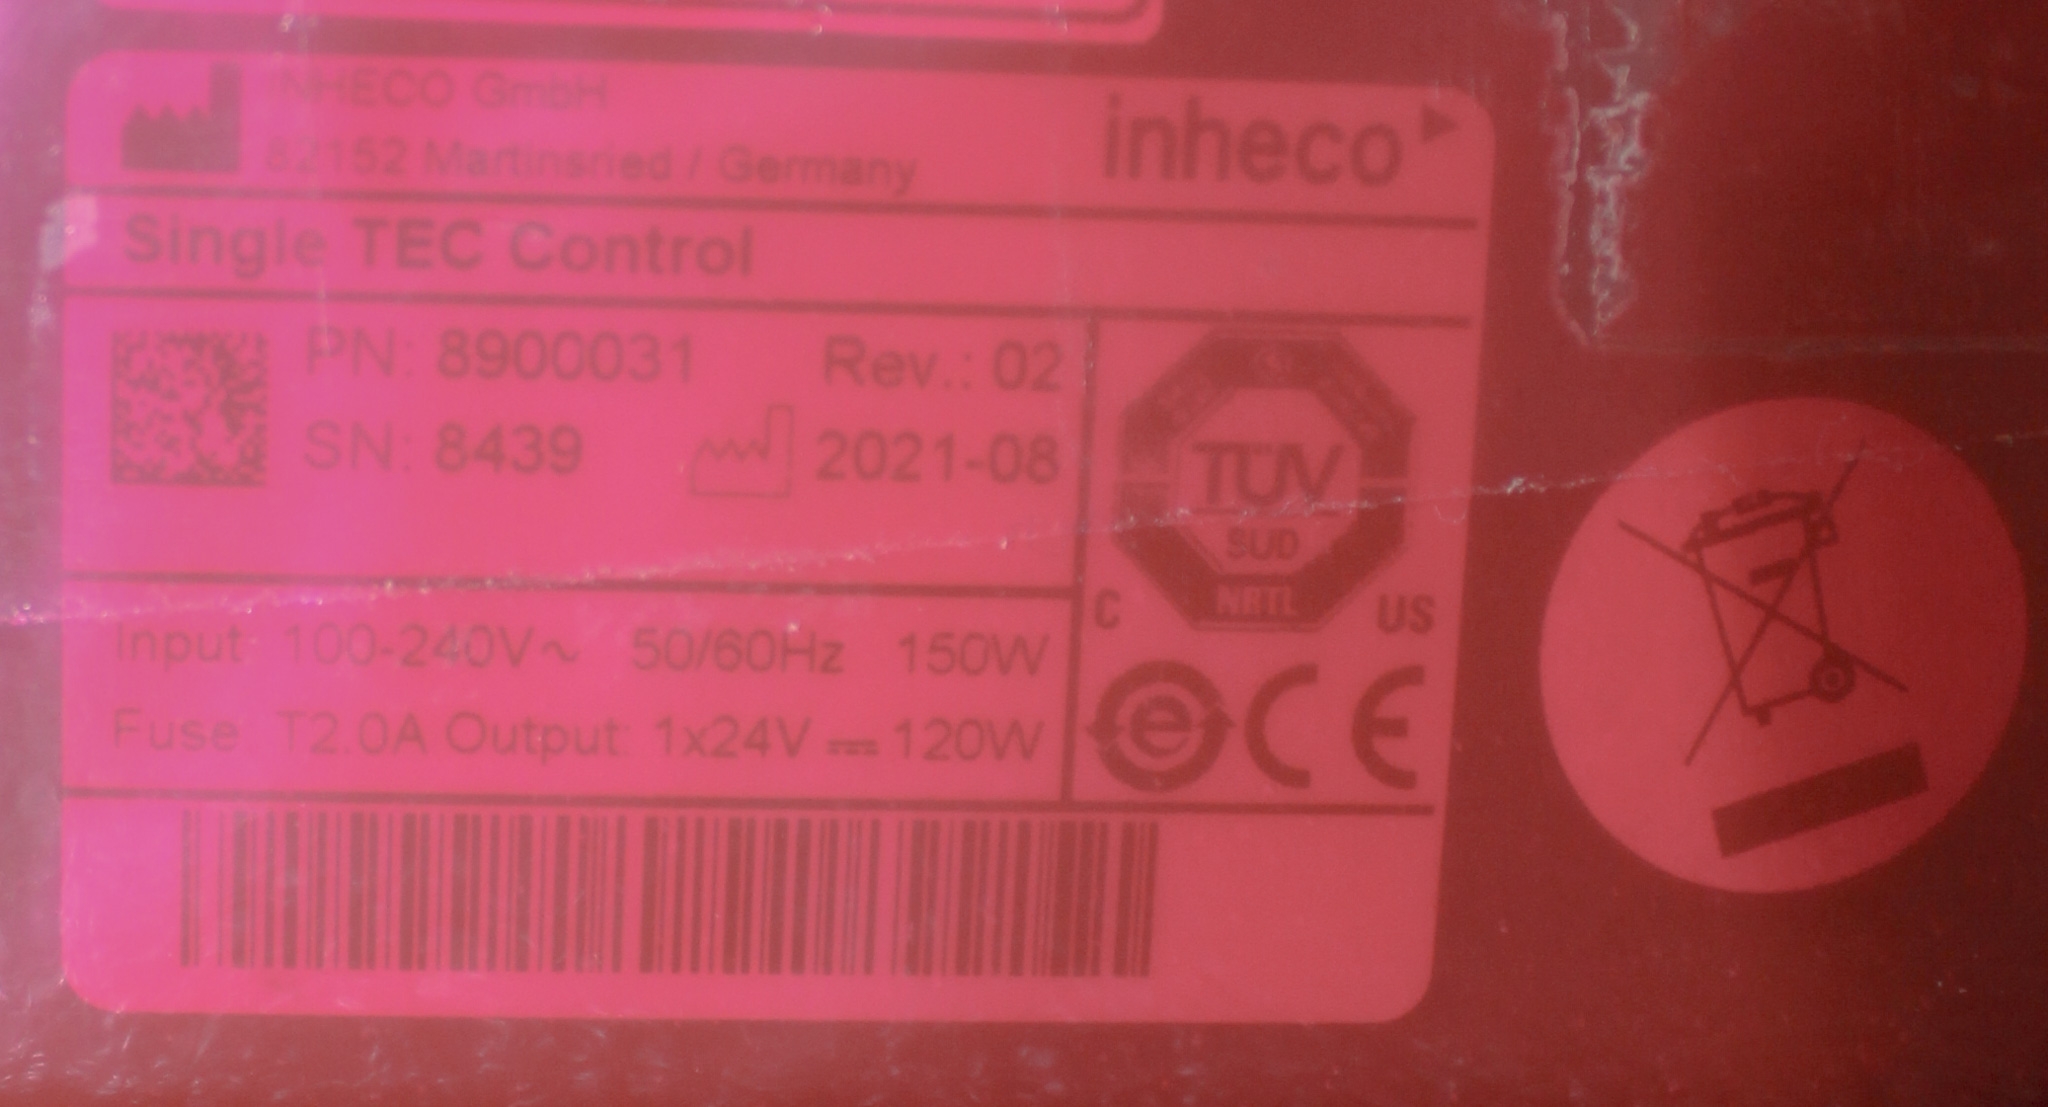 INHECO GmbH
82152 Martinsried / Germany
inheco
Single TEC Control
PN: 8900031 Rev.: 02
SN: 8439 2021-08
TÜV
SÜD
NRTL
C US
Input: 100-240V~ 50/60Hz 150W
Fuse: T2.0A Output: 1x24V 120W
e CE